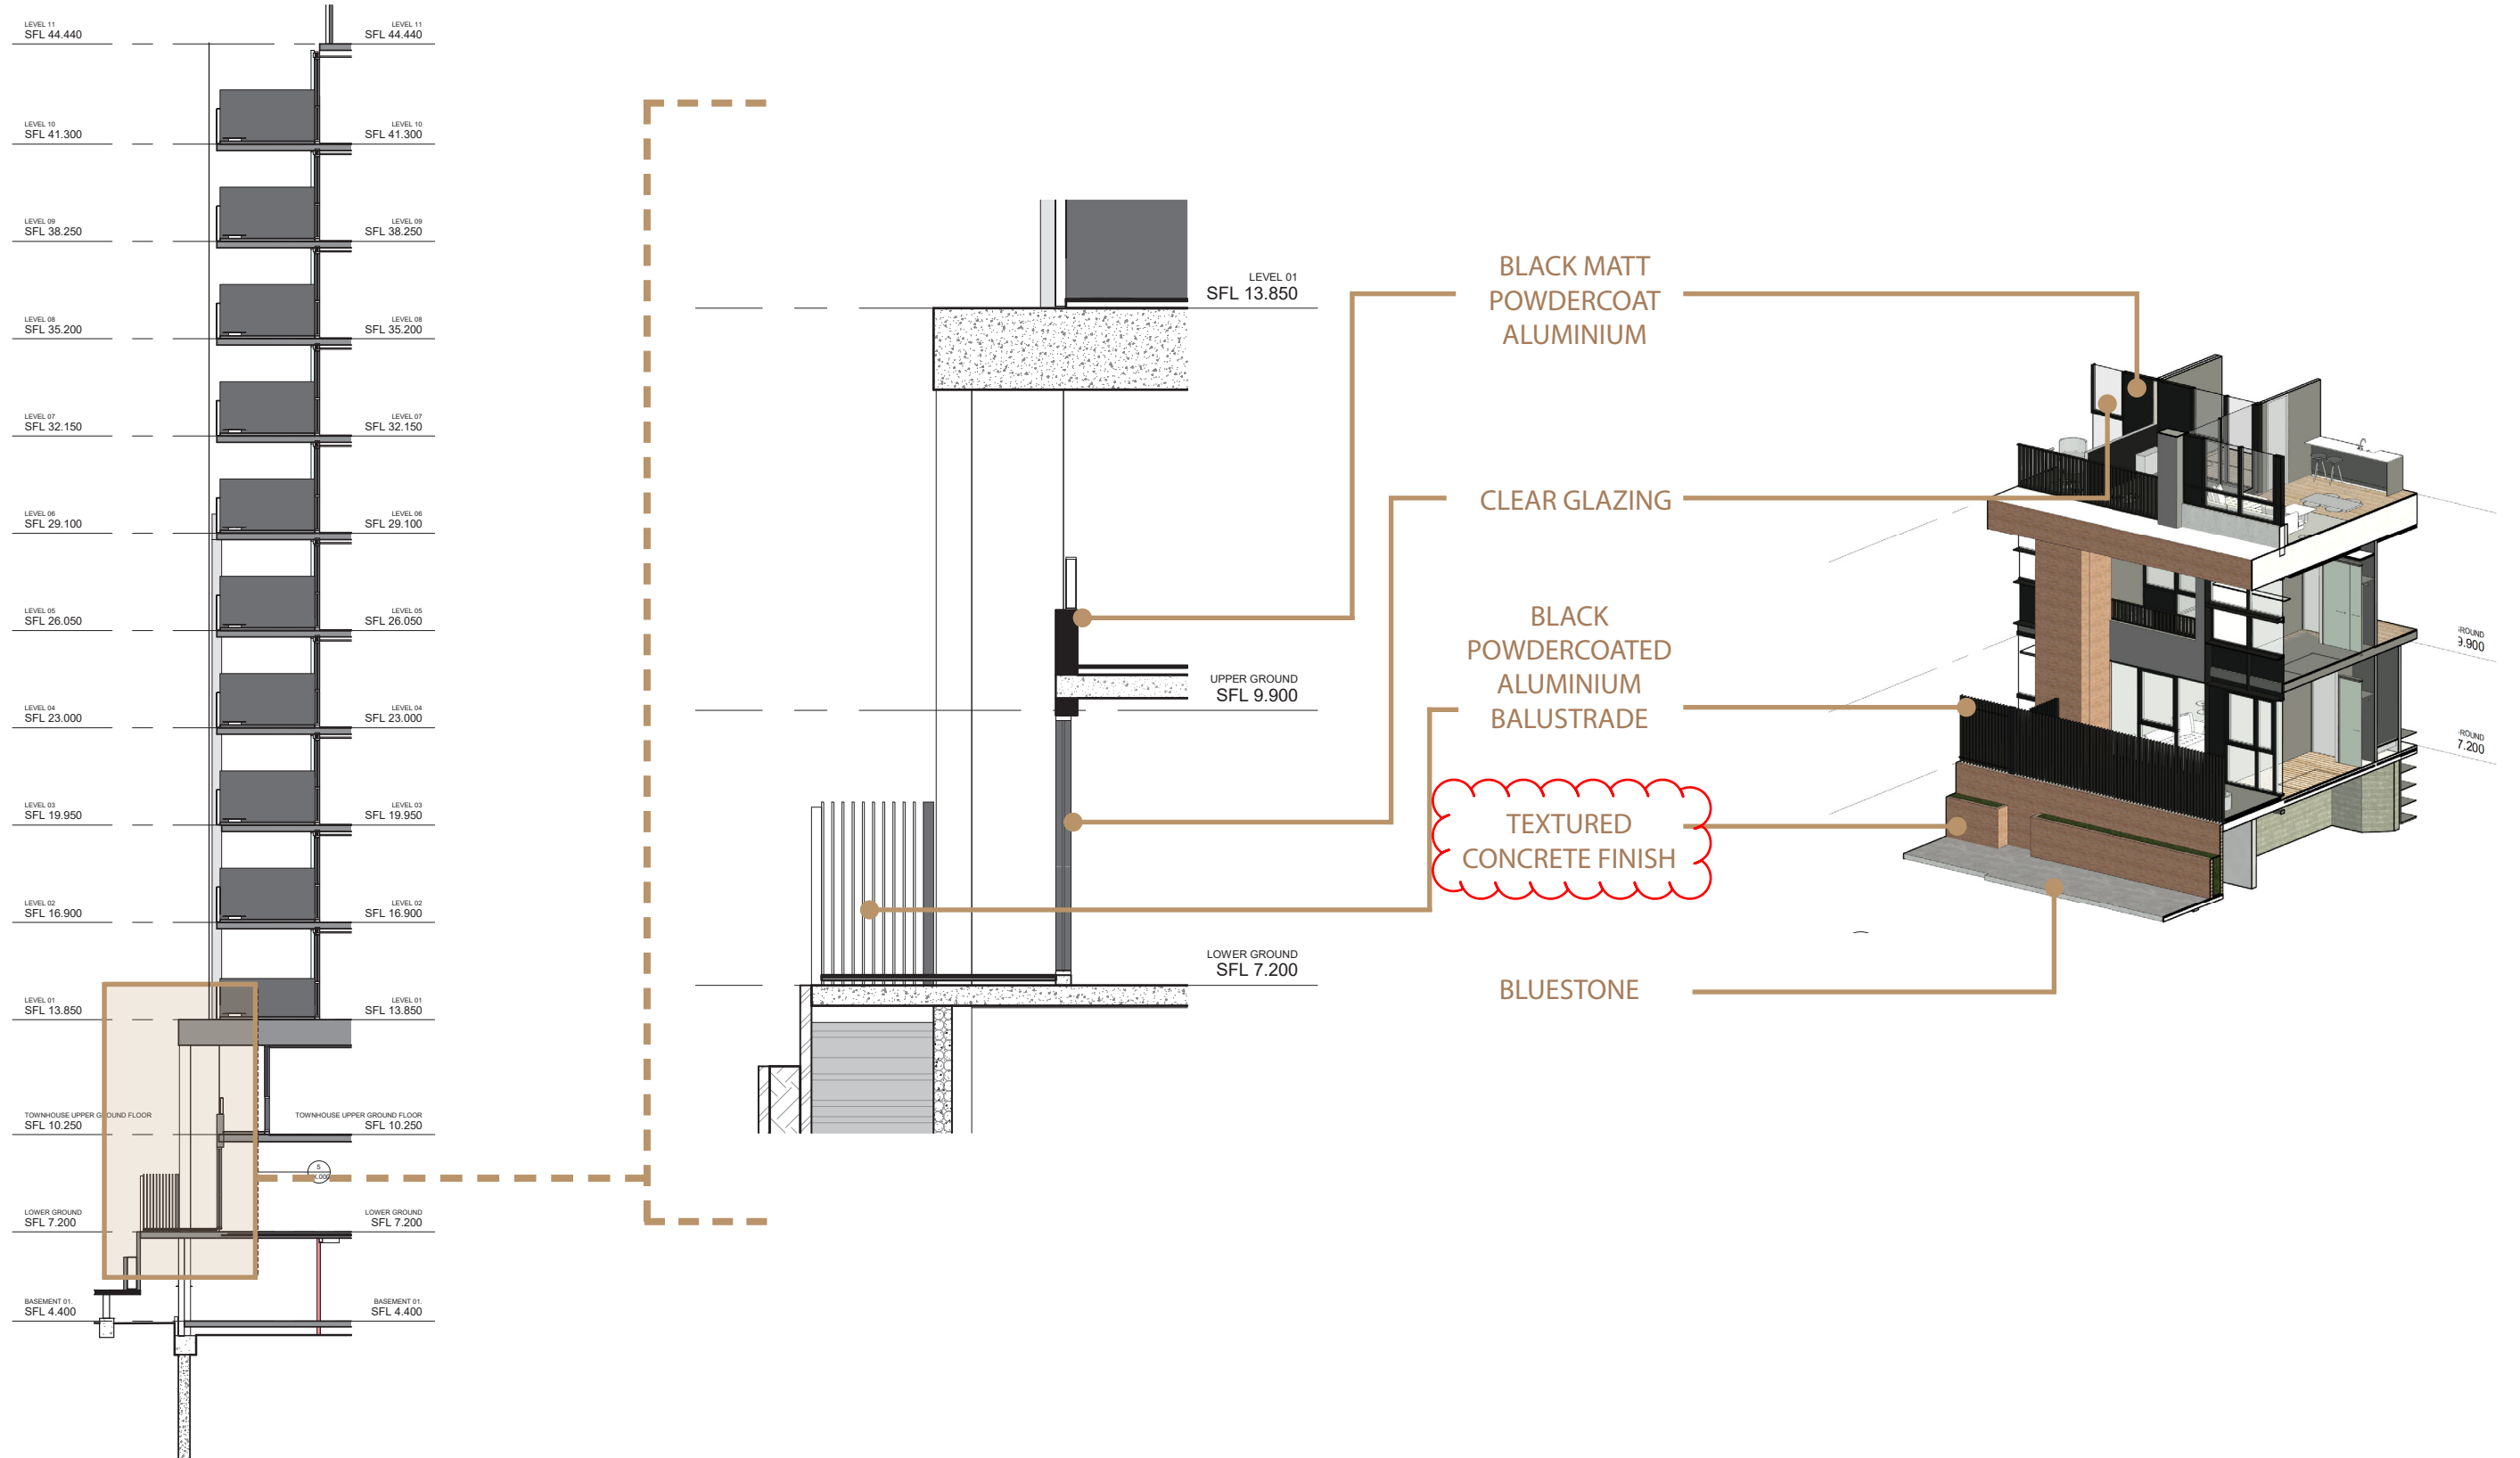 LEVEL 11
SFL 44.440
LEVEL 11
SFL 44.440
LEVEL 10
SFL 41.300
LEVEL 10
SFL 41.300
LEVEL 09
SFL 38.250
LEVEL 09
SFL 38.250
LEVEL 08
SFL 35.200
LEVEL 08
SFL 35.200
LEVEL 07
SFL 32.150
LEVEL 07
SFL 32.150
LEVEL 06
SFL 29.100
LEVEL 06
SFL 29.100
LEVEL 05
SFL 26.050
LEVEL 05
SFL 26.050
LEVEL 04
SFL 23.000
LEVEL 04
SFL 23.000
LEVEL 03
SFL 19.950
LEVEL 03
SFL 19.950
LEVEL 02
SFL 16.900
LEVEL 02
SFL 16.900
LEVEL 01
SFL 13.850
LEVEL 01
SFL 13.850
TOWNHOUSE UPPER GROUND FLOOR
SFL 10.250
TOWNHOUSE UPPER GROUND FLOOR
SFL 10.250
5
LOWER GROUND
SFL 7.200
LOWER GROUND
SFL 7.200
BASEMENT 01.
SFL 4.400
BASEMENT 01.
SFL 4.400
LEVEL 01
SFL 13.850
UPPER GROUND
SFL 9.900
LOWER GROUND
SFL 7.200
BLACK MATT
POWDERCOAT
ALUMINIUM
CLEAR GLAZING
BLACK
POWDERCOATED
ALUMINIUM
BALUSTRADE
TEXTURED
CONCRETE FINISH
BLUESTONE
ROUND
9.900
ROUND
7.200